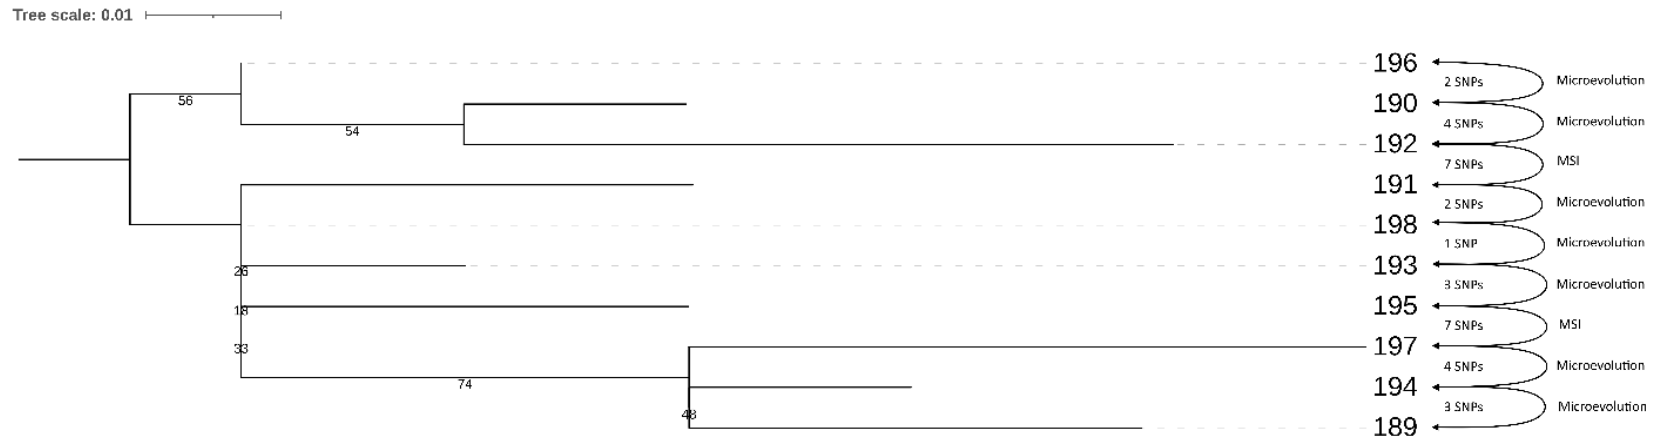 Tree scale: 0.01
196
2 SNPs Microevolution
56
190
4 SNPs Microevolution
54
192
7 SNPs MSI
191
2 SNPs Microevolution
198
1 SNP Microevolution
26
193
3 SNPs Microevolution
18
195
7 SNPs MSI
33
197
4 SNPs Microevolution
74
194
3 SNPs Microevolution
48
189